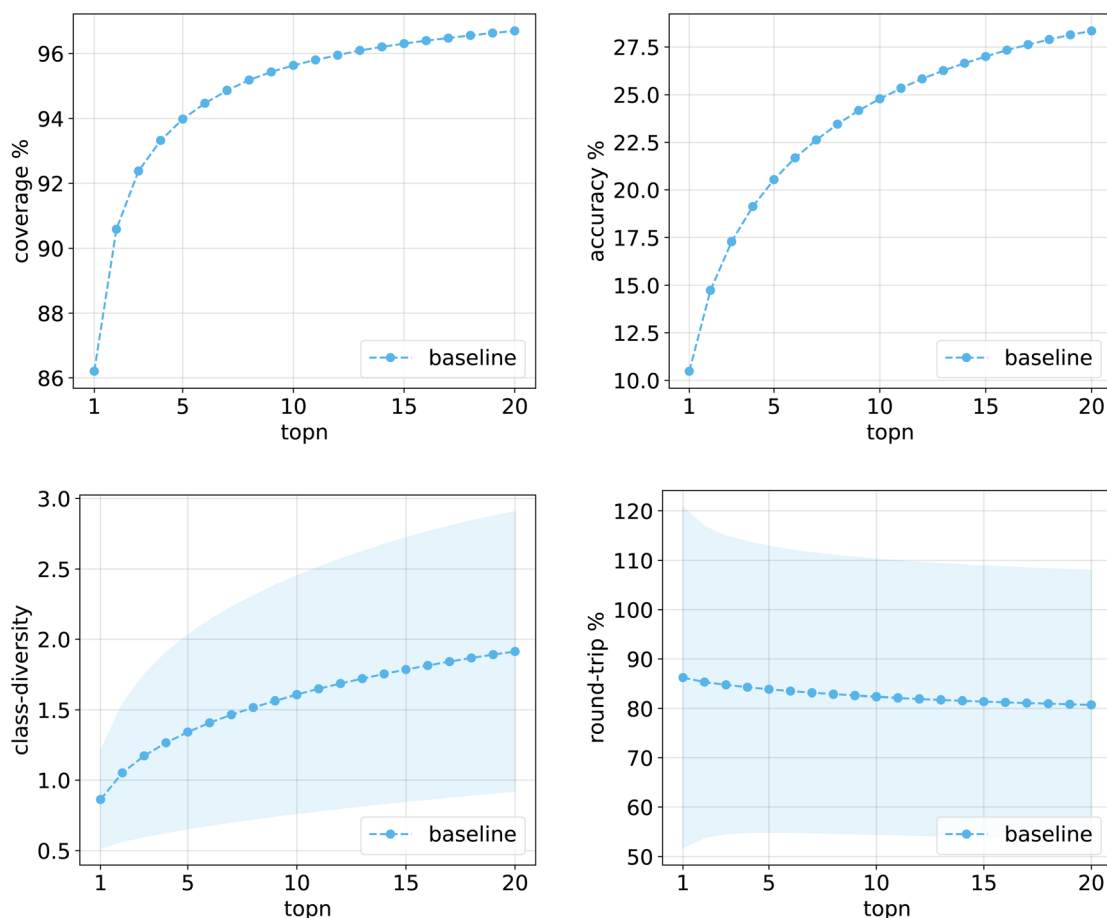 96
94
92
90
88
86
coverage %
baseline
1 5 10 15 20
topn
27.5
25.0
22.5
20.0
17.5
15.0
12.5
10.0
accuracy %
baseline
1 5 10 15 20
topn
3.0
2.5
2.0
1.5
1.0
0.5
class-diversity
baseline
1 5 10 15 20
topn
120
110
100
90
80
70
60
50
round-trip %
baseline
1 5 10 15 20
topn